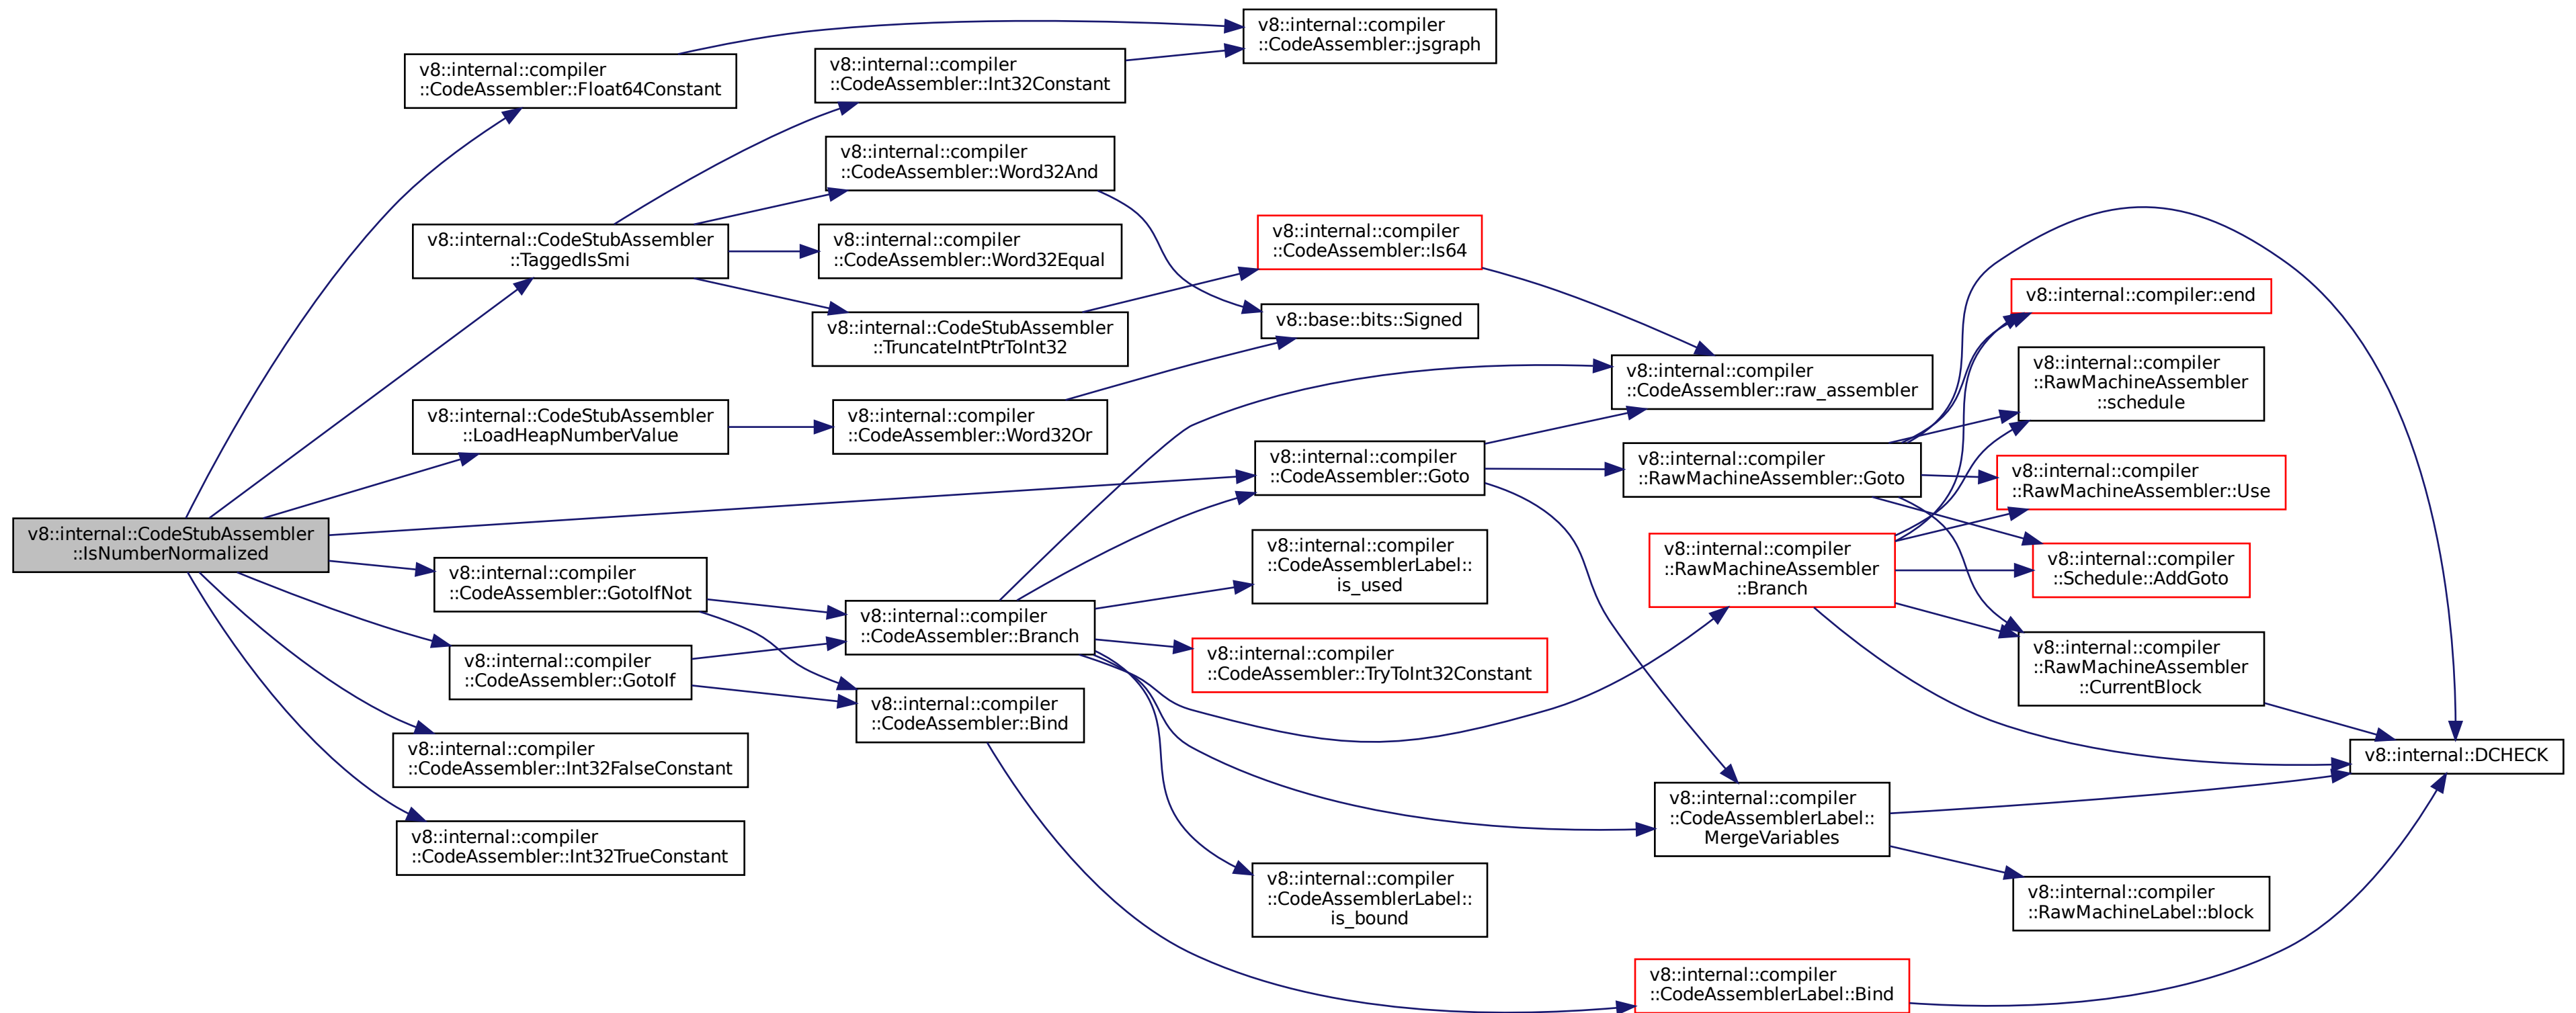 v8::internal::CodeStubAssembler
::IsNumberNormalized
v8::internal::compiler
::CodeAssembler::Float64Constant
v8::internal::CodeStubAssembler
::TaggedIsSmi
v8::internal::CodeStubAssembler
::LoadHeapNumberValue
v8::internal::compiler
::CodeAssembler::GotoIfNot
v8::internal::compiler
::CodeAssembler::GotoIf
v8::internal::compiler
::CodeAssembler::Int32FalseConstant
v8::internal::compiler
::CodeAssembler::Int32TrueConstant
v8::internal::compiler
::CodeAssembler::Int32Constant
v8::internal::compiler
::CodeAssembler::Word32And
v8::internal::compiler
::CodeAssembler::Word32Equal
v8::internal::CodeStubAssembler
::TruncateIntPtrToInt32
v8::internal::compiler
::CodeAssembler::Word32Or
v8::internal::compiler
::CodeAssembler::Branch
v8::internal::compiler
::CodeAssembler::Bind
v8::internal::compiler
::CodeAssembler::jsgraph
v8::internal::compiler
::CodeAssembler::Is64
v8::base::bits::Signed
v8::internal::compiler
::CodeAssembler::Goto
v8::internal::compiler
::CodeAssemblerLabel::
is_used
v8::internal::compiler
::CodeAssembler::TryToInt32Constant
v8::internal::compiler
::CodeAssemblerLabel::
is_bound
v8::internal::compiler
::CodeAssembler::raw_assembler
v8::internal::compiler
::RawMachineAssembler::Goto
v8::internal::compiler
::RawMachineAssembler
::Branch
v8::internal::compiler
::CodeAssemblerLabel::
MergeVariables
v8::internal::compiler
::CodeAssemblerLabel::Bind
v8::internal::compiler::end
v8::internal::compiler
::RawMachineAssembler
::schedule
v8::internal::compiler
::RawMachineAssembler::Use
v8::internal::compiler
::Schedule::AddGoto
v8::internal::compiler
::RawMachineAssembler
::CurrentBlock
v8::internal::compiler
::RawMachineLabel::block
v8::internal::DCHECK